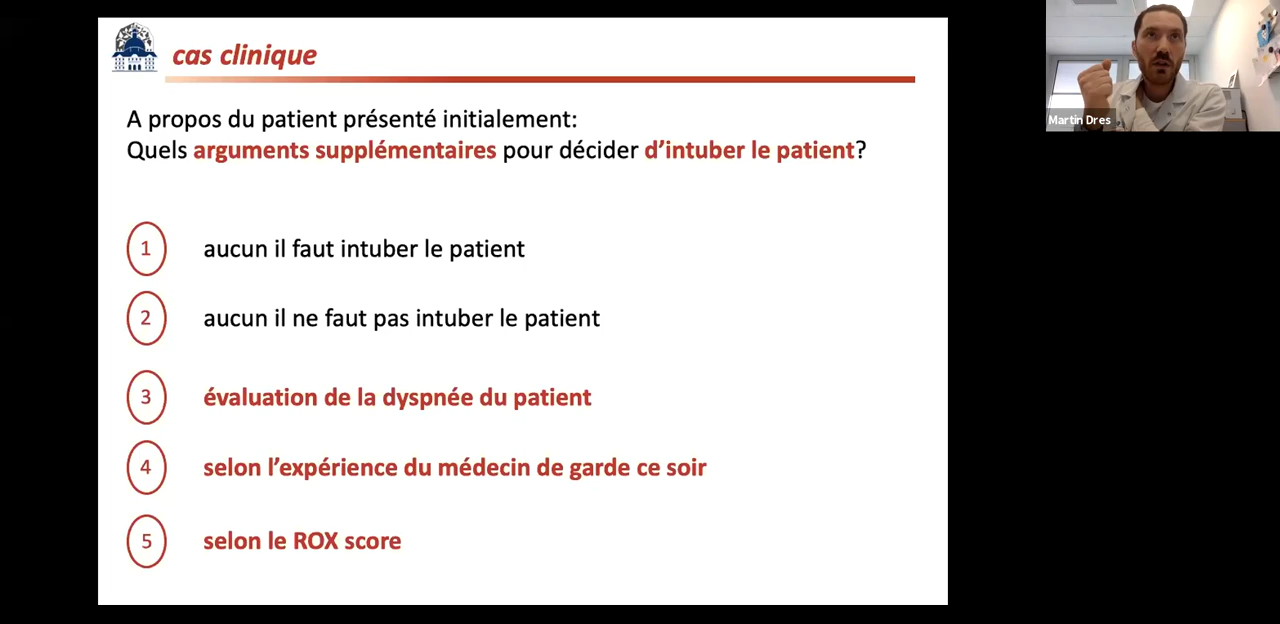 cas clinique
A propos du patient présenté initialement:
Quels arguments supplémentaires pour décider d’intuber le patient?
1 aucun il faut intuber le patient
2 aucun il ne faut pas intuber le patient
3 évaluation de la dyspnée du patient
4 selon l’expérience du médecin de garde ce soir
5 selon le ROX score
Martin Dres